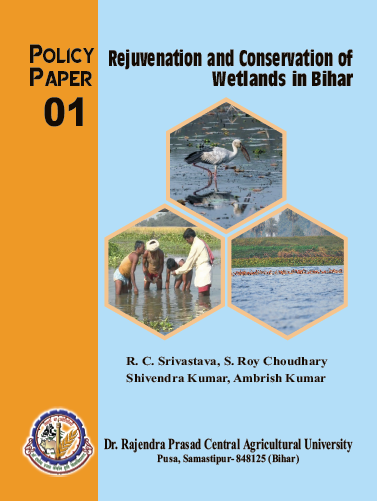 POLICY
PAPER
01
Rejuvenation and Conservation of
Wetlands in Bihar
R. C. Srivastava, S. Roy Choudhary
Shivendra Kumar, Ambrish Kumar
Dr. Rajendra Prasad Central Agricultural University
Pusa, Samastipur-848125 (Bihar)